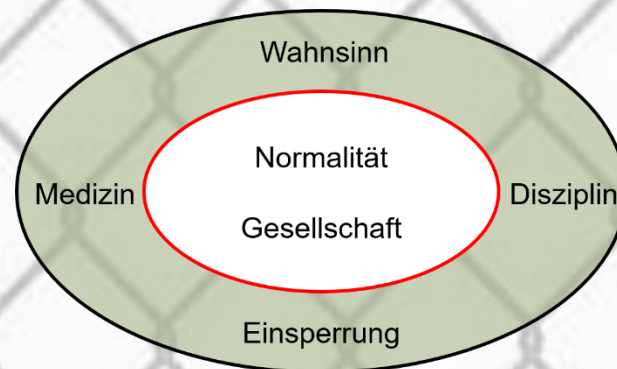 Wahnsinn
Normalität
Medizin
Disziplin
Gesellschaft
Einsperrung